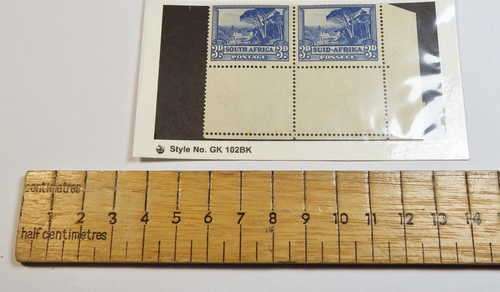 3D SOUTH AFRICA 3D
POSTAGE
3D SUID-AFRIKA 3D
POSSEËL
Style No. GK 102BK
centimetres
1 2 3 4 5 6 7 8 9 10 11 12 13 14
half centimetres